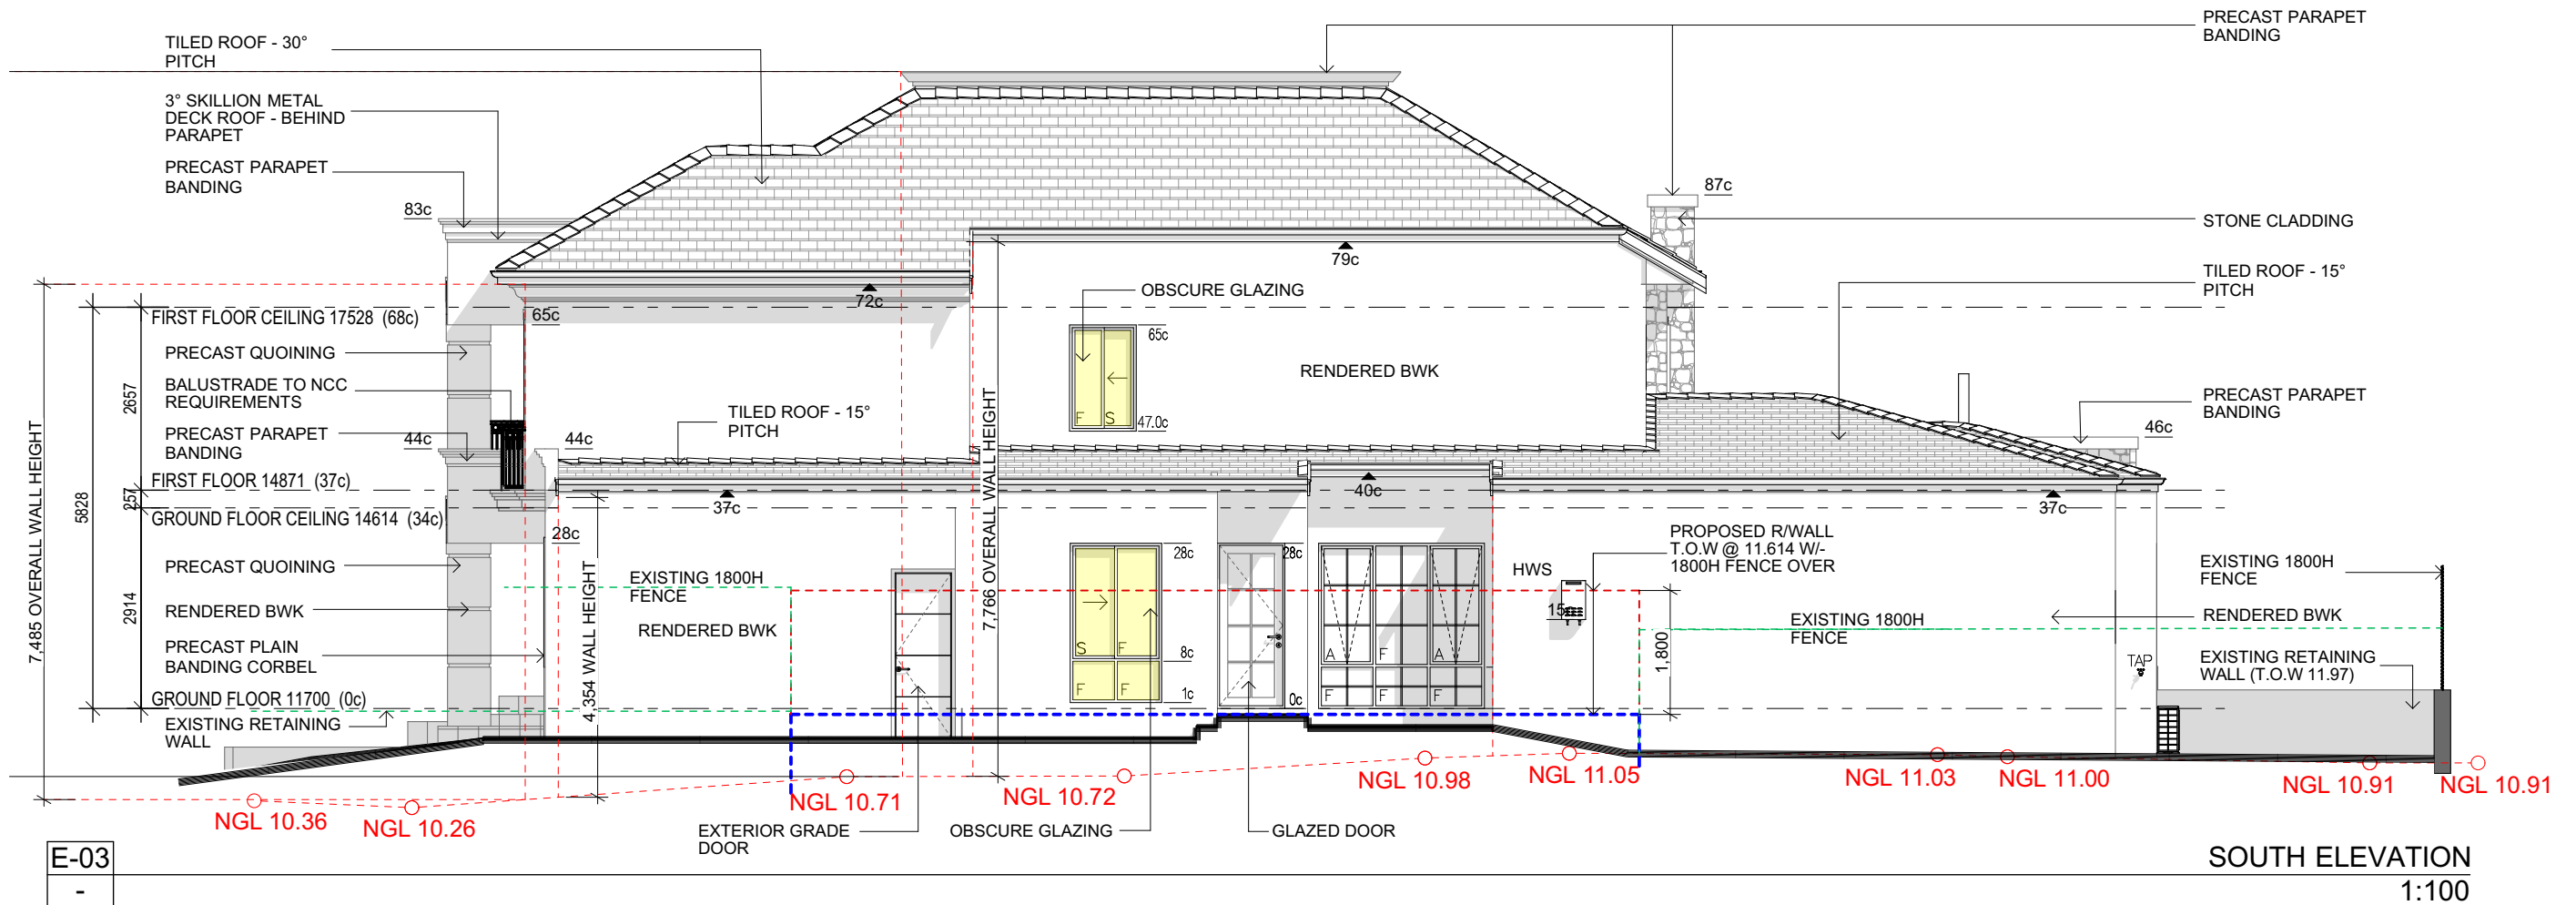 TILED ROOF - 30°
PITCH
3° SKILLION METAL
DECK ROOF - BEHIND
PARAPET
PRECAST PARAPET
BANDING
83c
PRECAST PARAPET
BANDING
87c
STONE CLADDING
TILED ROOF - 15°
PITCH
79c
72c
OBSCURE GLAZING
FIRST FLOOR CEILING 17528 (68c)
65c
65c
PRECAST QUOINING
BALUSTRADE TO NCC
REQUIREMENTS
RENDERED BWK
F
S
47.0c
TILED ROOF - 15°
PITCH
PRECAST PARAPET
BANDING
PRECAST PARAPET
BANDING
44c
44c
46c
FIRST FLOOR 14871 (37c)
GROUND FLOOR CEILING 14614 (34c)
37c
40c
37c
28c
28c
28c
2657
5828
257
2914
7,485 OVERALL WALL HEIGHT
7,766 OVERALL WALL HEIGHT
4,354 WALL HEIGHT
PROPOSED R/WALL
T.O.W @ 11.614 W/-
1800H FENCE OVER
PRECAST QUOINING
EXISTING 1800H
FENCE
HWS
15c
EXISTING 1800H
FENCE
RENDERED BWK
RENDERED BWK
EXISTING 1800H
FENCE
RENDERED BWK
1,800
PRECAST PLAIN
BANDING CORBEL
S
F
8c
A
F
A
TAP
EXISTING RETAINING
WALL (T.O.W 11.97)
GROUND FLOOR 11700 (0c)
F
F
1c
0c
F
F
F
EXISTING RETAINING
WALL
NGL 10.36
NGL 10.26
NGL 10.71
NGL 10.72
NGL 10.98
NGL 11.05
NGL 11.03
NGL 11.00
NGL 10.91
NGL 10.91
EXTERIOR GRADE
DOOR
OBSCURE GLAZING
GLAZED DOOR
E-03
-
SOUTH ELEVATION
1:100